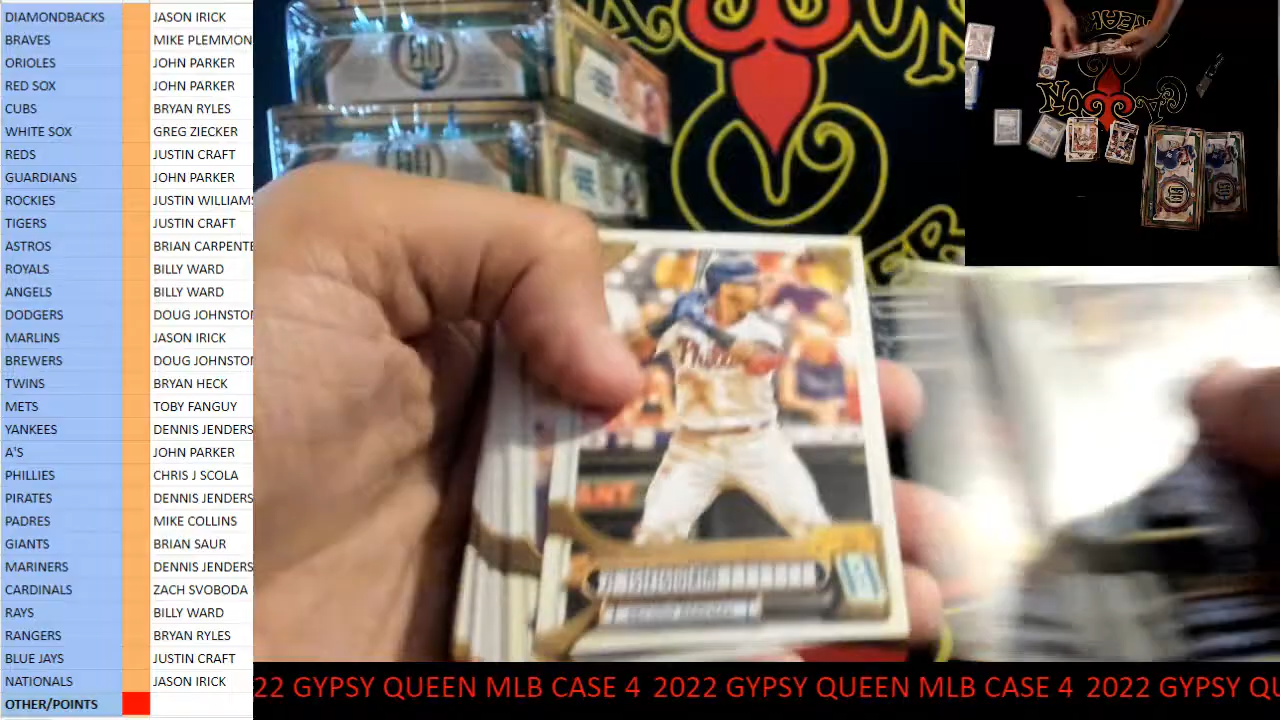 DIAMONDBACKS JASON IRICK
BRAVES MIKE PLEMMON
ORIOLES JOHN PARKER
RED SOX JOHN PARKER
CUBS BRYAN RYLES
WHITE SOX GREG ZIECKER
REDS JUSTIN CRAFT
GUARDIANS JOHN PARKER
ROCKIES JUSTIN WILLIAMS
TIGERS JUSTIN CRAFT
ASTROS BRIAN CARPENTE
ROYALS BILLY WARD
ANGELS BILLY WARD
DODGERS DOUG JOHNSTON
MARLINS JASON IRICK
BREWERS DOUG JOHNSTON
TWINS BRYAN HECK
METS TOBY FANGUY
YANKEES DENNIS JENDERS
A'S JOHN PARKER
PHILLIES CHRIS J SCOLA
PIRATES DENNIS JENDERS
PADRES MIKE COLLINS
GIANTS BRIAN SAUR
MARINERS DENNIS JENDERS
CARDINALS ZACH SVOBODA
RAYS BILLY WARD
RANGERS BRYAN RYLES
BLUE JAYS JUSTIN CRAFT
NATIONALS JASON IRICK
OTHER/POINTS
GQ
Phillies
22 GYPSY QUEEN MLB CASE 4 2022 GYPSY QUEEN MLB CASE 4 2022 GYPSY QU